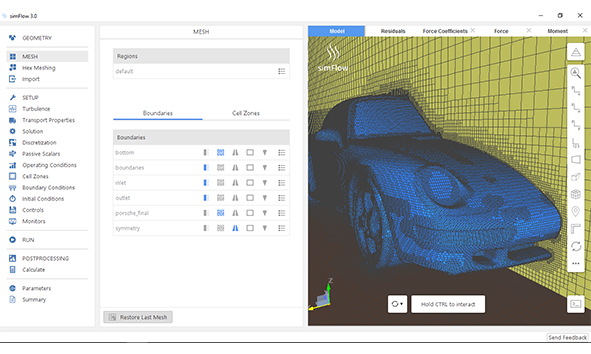 simFlow 3.0
GEOMETRY
MESH
Hex Meshing
Import
SETUP
Turbulence
Transport Properties
Solution
Discretization
Passive Scalars
Operating Conditions
Cell Zones
Boundary Conditions
Initial Conditions
Controls
Monitors
RUN
POSTPROCESSING
Calculate
Parameters
Summary
MESH
Regions
default
Boundaries Cell Zones
Boundaries
bottom
boundaries
inlet
outlet
porsche_final
symmetry
Restore Last Mesh
Model Residuals Force Coefficients Force Moment
simFlow
Z
Hold CTRL to interact
Send Feedback